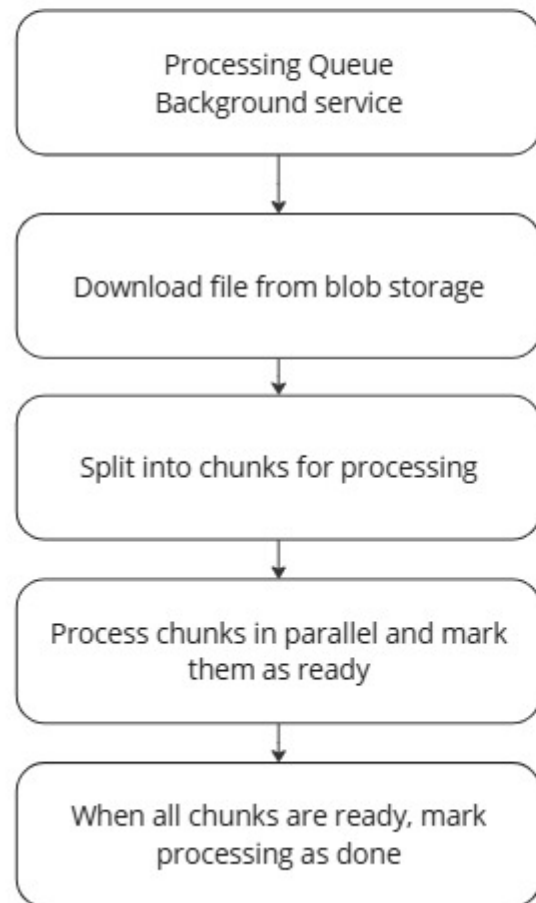 Processing Queue
Background service
Download file from blob storage
Split into chunks for processing
Process chunks in parallel and mark
them as ready
When all chunks are ready, mark
processing as done